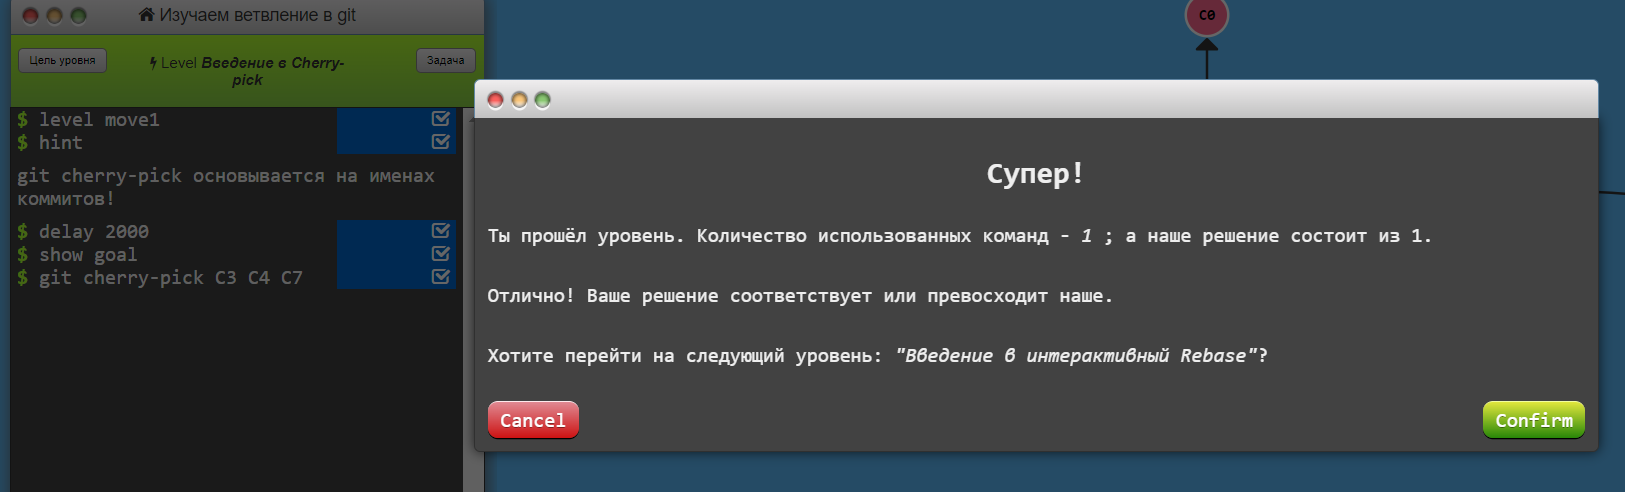 Изучаем ветвление в git
Цель уровня
Level Введение в Cherry-
pick
Задача
$ level move1
$ hint
git cherry-pick основывается на именах
коммитов!
$ delay 2000
$ show goal
$ git cherry-pick C3 C4 C7
C0
Супер!
Ты прошёл уровень. Количество использованных команд - 1 ; а наше решение состоит из 1.
Отлично! Ваше решение соответствует или превосходит наше.
Хотите перейти на следующий уровень: "Введение в интерактивный Rebase"?
Cancel
Confirm